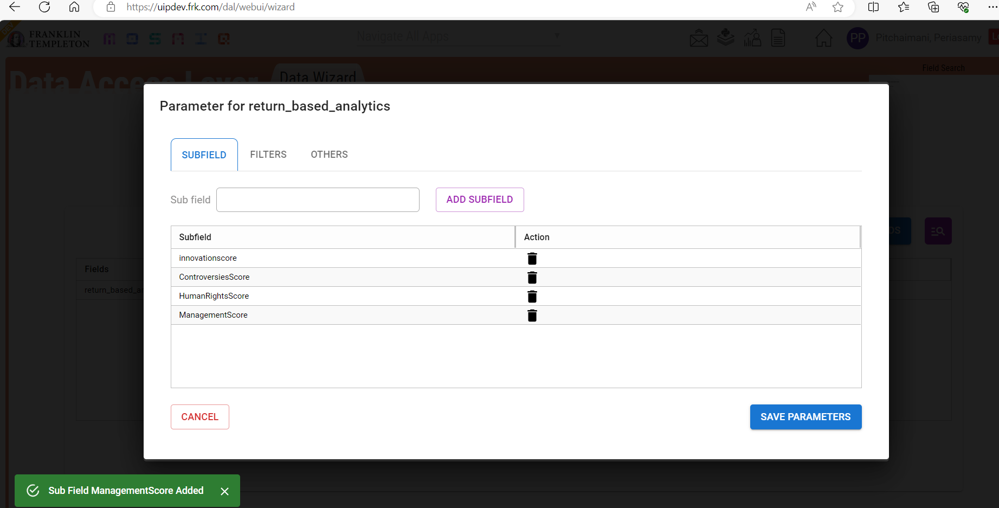 https://uipdev.frk.com/dal/webui/wizard
DEV
FRANKLIN
TEMPLETON
Navigate All Apps
PP
Pitchaimani, Periasamy
Data Access Layer
Data Wizard
Field Search
Parameter for return_based_analytics
SUBFIELD
FILTERS
OTHERS
Sub field
ADD SUBFIELD
Subfield
Action
innovationscore
ControversiesScore
HumanRightsScore
ManagementScore
Fields
return_based_an
CANCEL
SAVE PARAMETERS
Sub Field ManagementScore Added